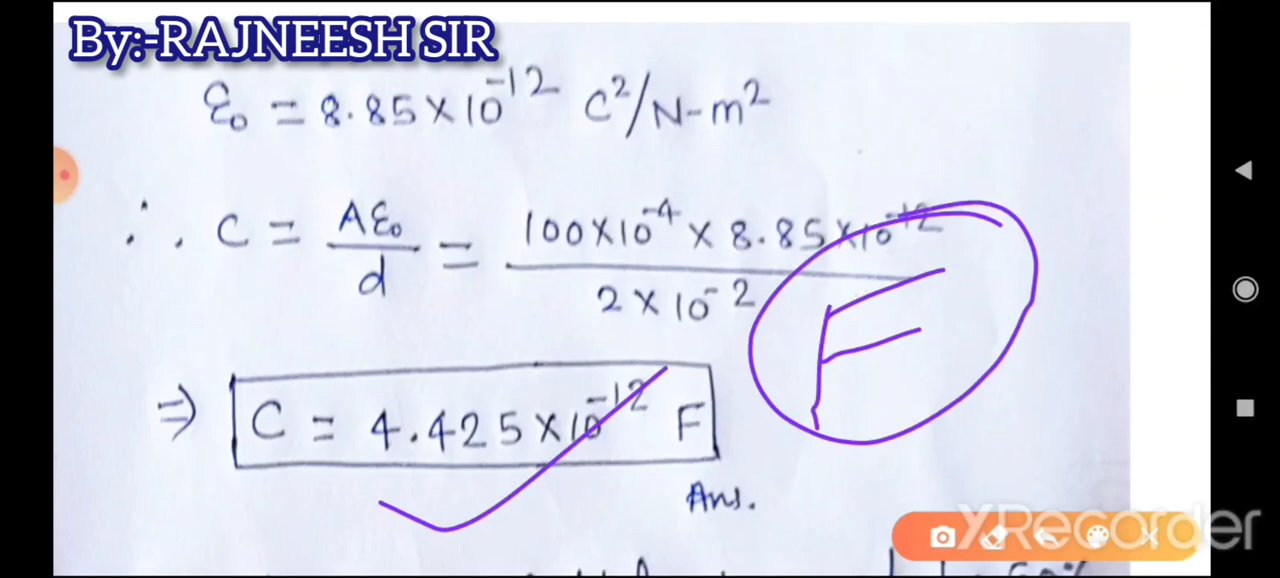 By:-RAJNEESH SIR
ε₀ = 8.85×10⁻¹² C²/N-m²
∴ C = Aε₀/d = 100×10⁻⁴ × 8.85×10⁻¹² / 2×10⁻²
F
⇒ C = 4.425×10⁻¹² F
Ans.
XRecorder